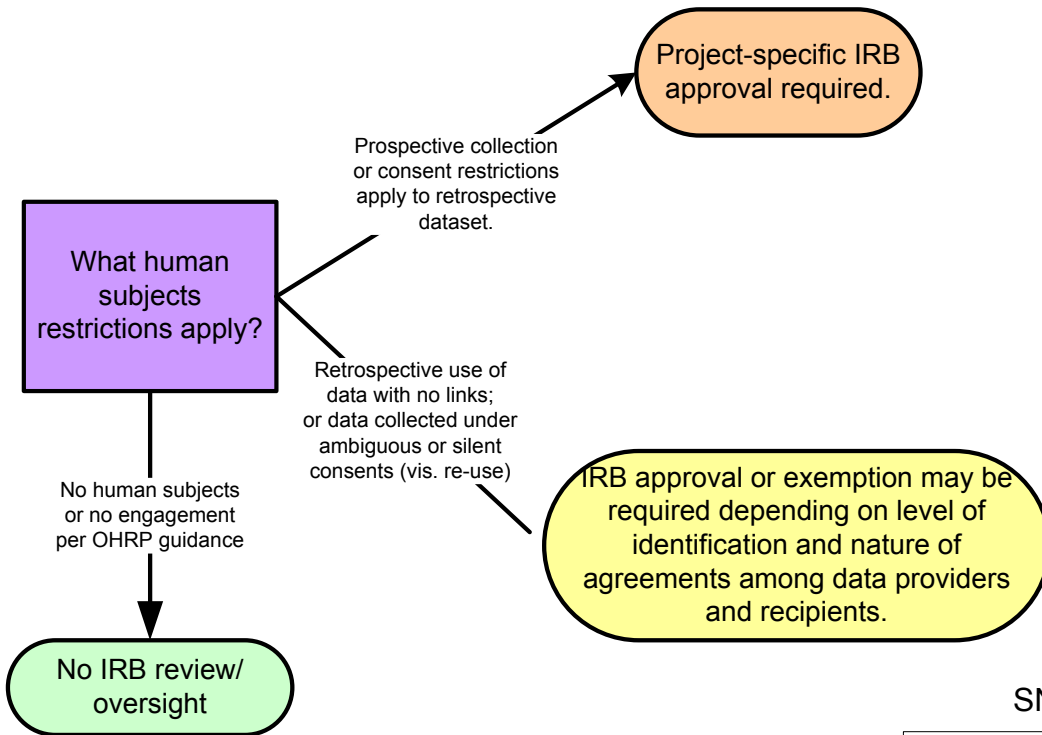 Project-specific IRB
approval required.
Prospective collection
or consent restrictions
apply to retrospective
dataset.
What human
subjects
restrictions apply?
Retrospective use of
data with no links;
or data collected under
ambiguous or silent
consents (vis. re-use)
No human subjects
or no engagement
per OHRP guidance
IRB approval or exemption may be
required depending on level of
identification and nature of
agreements among data providers
and recipients.
No IRB review/
oversight